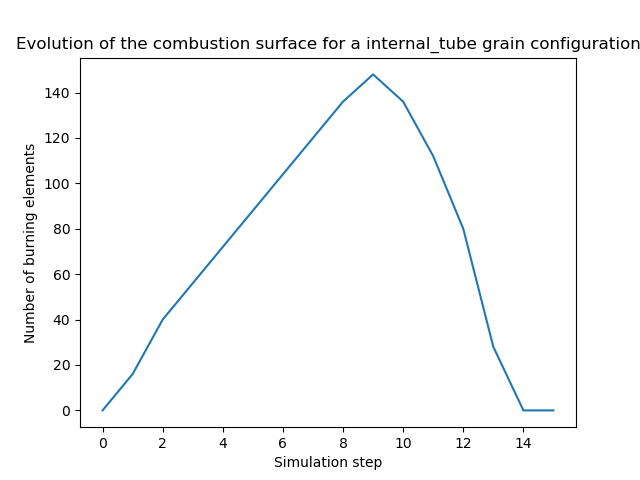 Evolution of the combustion surface for a internal_tube grain configuration
140
120
100
80
60
40
20
0
Number of burning elements
0 2 4 6 8 10 12 14
Simulation step